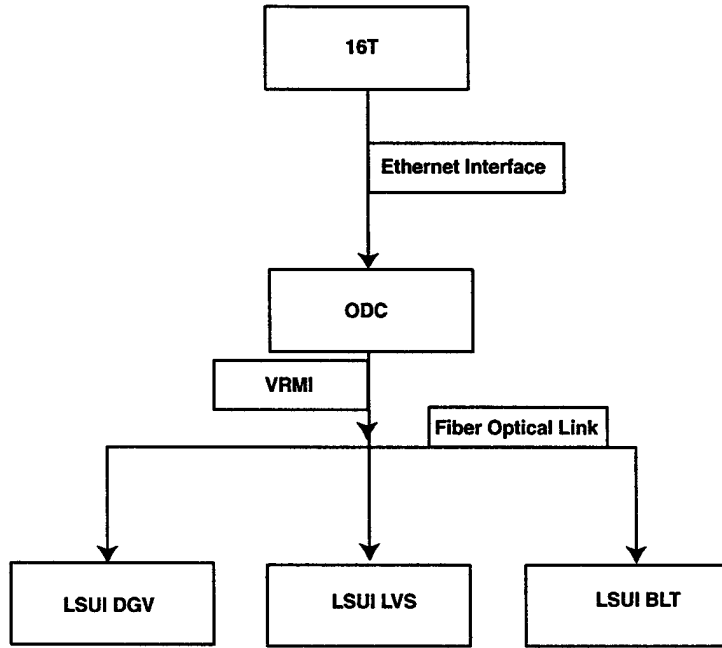 16T
Ethernet Interface
ODC
VRMI
Fiber Optical Link
LSUI DGV
LSUI LVS
LSUI BLT